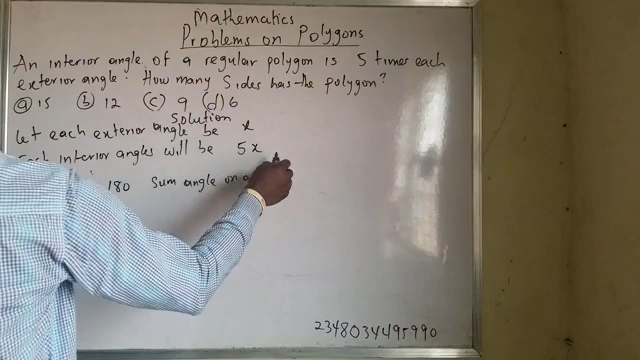 Mathematics
Problems on Polygons
An interior angle of a regular polygon is 5 times each
exterior angle. How many Sides has the polygon?
(a) 15 (b) 12 (c) 9 (d) 6
Solution
Let each exterior angle be x
interior angles will be 5x
180 Sum angle on
2348034495990